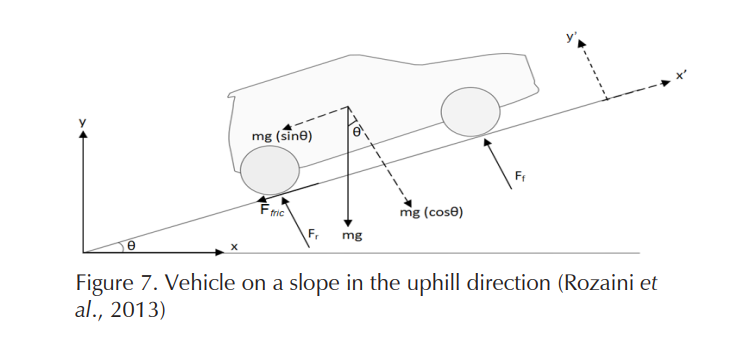 y'
x'
y
mg (sinθ)
θ
Ff
F fric
mg (cosθ)
Fr
mg
θ
x
Figure 7. Vehicle on a slope in the uphill direction (Rozaini et
al., 2013)